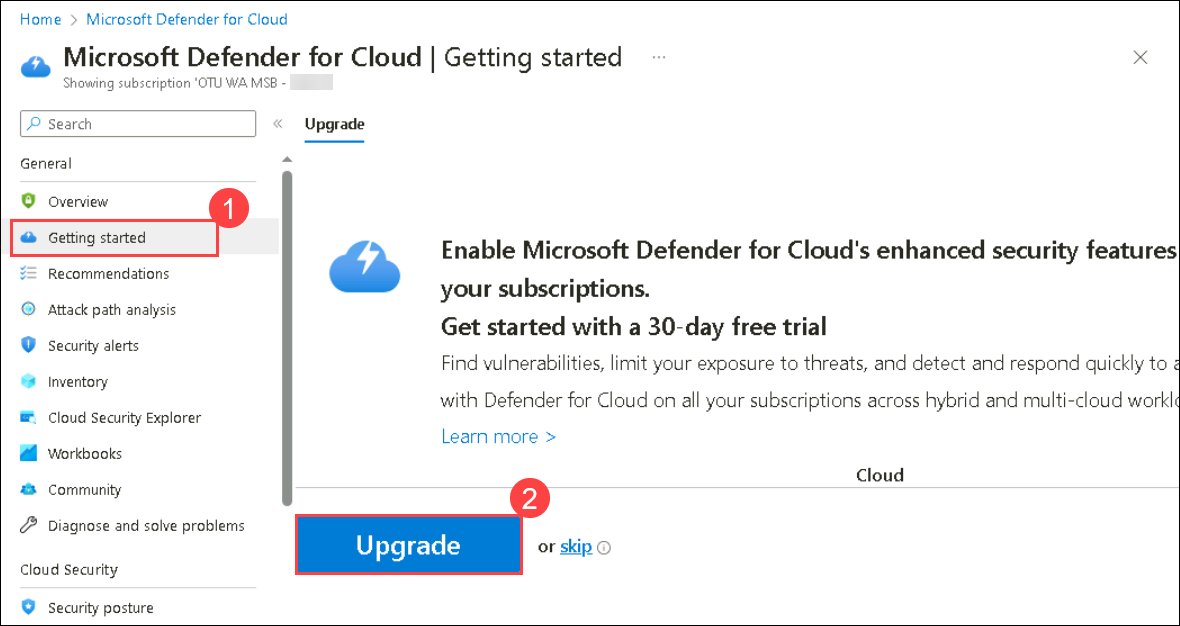 Home > Microsoft Defender for Cloud
Microsoft Defender for Cloud | Getting started ...
Showing subscription 'OTU WA MSB -
Search «
Upgrade
General
Overview
1
Getting started
Recommendations
Attack path analysis
Security alerts
Inventory
Cloud Security Explorer
Workbooks
Community
Diagnose and solve problems
Cloud Security
Security posture
Enable Microsoft Defender for Cloud's enhanced security features
your subscriptions.
Get started with a 30-day free trial
Find vulnerabilities, limit your exposure to threats, and detect and respond quickly to
with Defender for Cloud on all your subscriptions across hybrid and multi-cloud
Learn more >
Cloud
2
Upgrade or skip